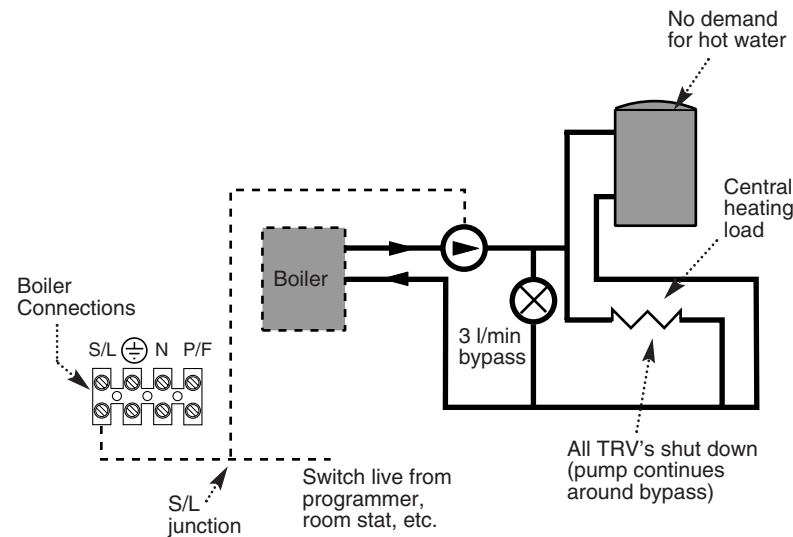 No demand
for hot water
Central
heating
load
Boiler
Boiler
Connections
S/L N P/F
3 l/min
bypass
All TRV's shut down
(pump continues
around bypass)
Switch live from
programmer,
room stat, etc.
S/L
junction